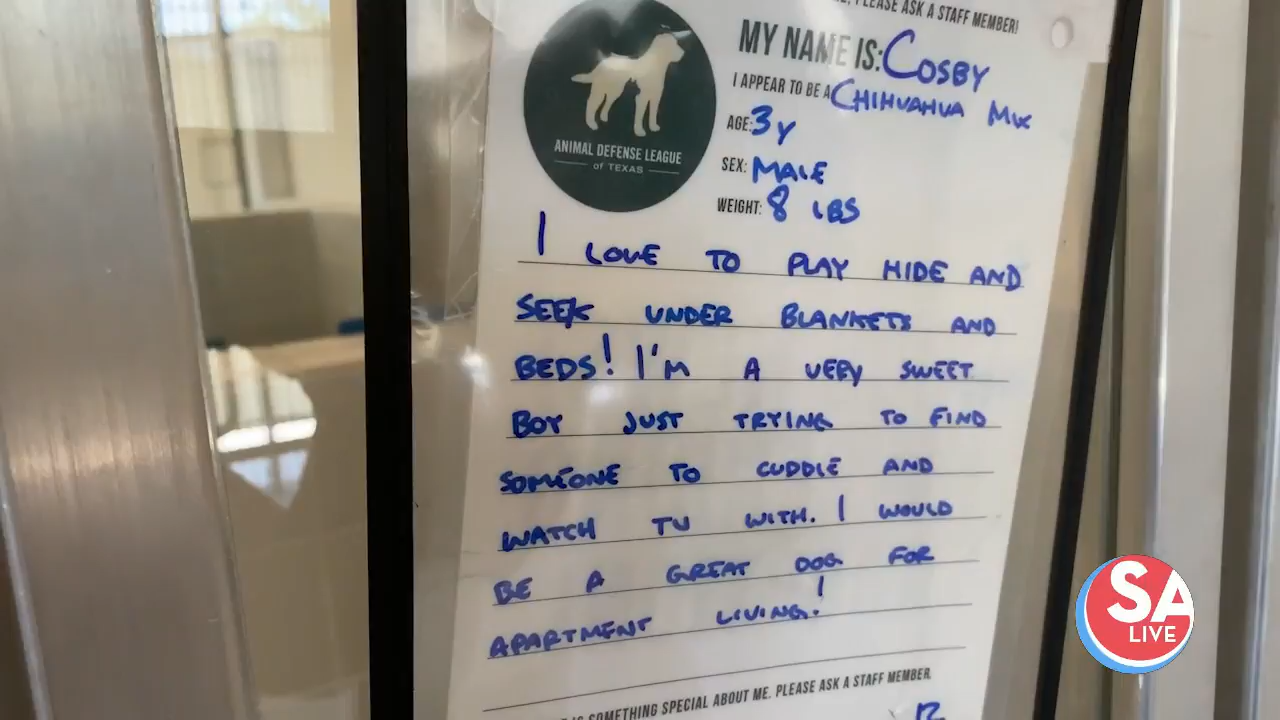 PLEASE ASK A STAFF MEMBER!
MY NAME IS: COSBY
I APPEAR TO BE A CHIHUAHUA MIX
AGE: 3Y
SEX: MALE
WEIGHT: 8 LBS
ANIMAL DEFENSE LEAGUE
of TEXAS
I LOVE TO PLAY HIDE AND
SEEK UNDER BLANKETS AND
BEDS! I'M A VERY SWEET
BOY JUST TRYING TO FIND
SOMEONE TO CUDDLE AND
WATCH TV WITH. I WOULD
BE A GREAT DOG FOR
APARTMENT LIVING!
SOMETHING SPECIAL ABOUT ME. PLEASE ASK A STAFF MEMBER.
SA
LIVE